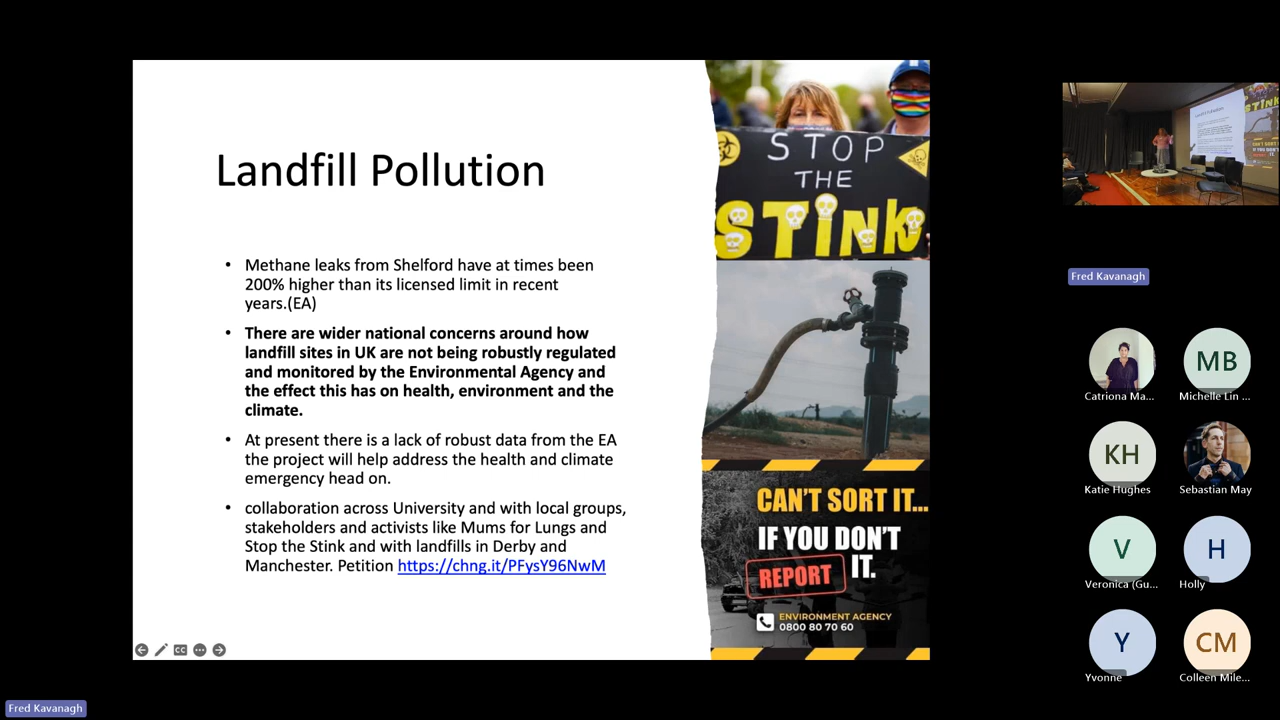 Landfill Pollution
• Methane leaks from Shelford have at times been
200% higher than its licensed limit in recent
years.(EA)
• There are wider national concerns around how
landfill sites in UK are not being robustly regulated
and monitored by the Environmental Agency and
the effect this has on health, environment and the
climate.
• At present there is a lack of robust data from the EA
the project will help address the health and climate
emergency head on.
• collaboration across University and with local groups,
stakeholders and activists like Mums for Lungs and
Stop the Stink and with landfills in Derby and
Manchester. Petition https://chng.it/PFysY96NwM
STOP
THE
STINK
CAN'T SORT IT...
IF YOU DON'T
REPORT IT.
ENVIRONMENT AGENCY
0800 80 70 60
CC
Fred Kavanagh
STINK
Landfill Pollution
Fred Kavanagh
Catriona Ma...
MB
Michelle Lin ...
KH
Katie Hughes
Sebastian May
V
Veronica (Gu...
H
Holly
Y
Yvonne
CM
Colleen Mile...